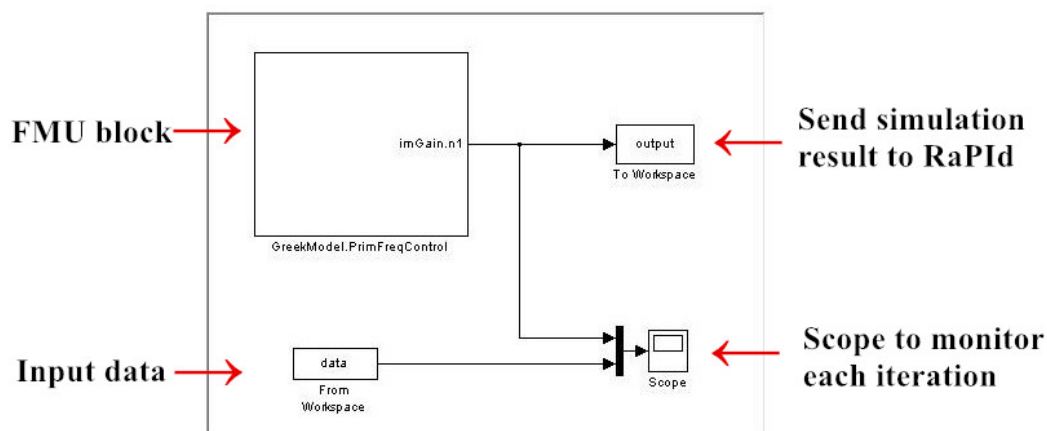 FMU block
imGain.n1
GreekModel.PrimFreqControl
output
To Workspace
Send simulation
result to RaPId
Input data
data
From
Workspace
Scope
Scope to monitor
each iteration